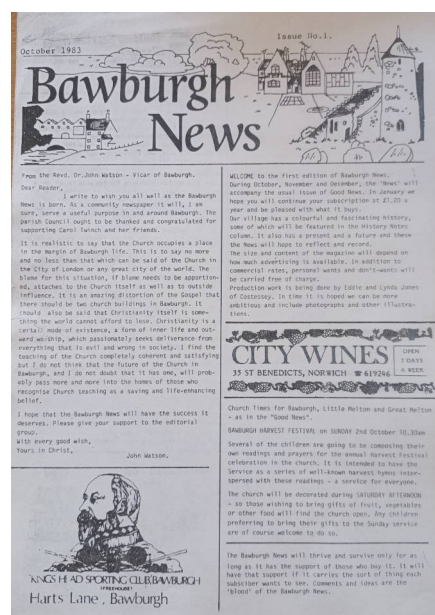 October 1983
Issue No.1.
Bawburgh
News
From the Revd. Dr.John Watson - Vicar of Bawburgh.
Dear Reader,
I write to wish you all well as the Bawburgh
News is born. As a community newspaper it will, I am
sure, serve a useful purpose in and around Bawburgh. The
parish Council ought to be thanked and congratulated for
supporting Carol Twinch and her friends.
It is realistic to say that the Church occupies a place
in the margin of Bawburgh life. This is to say no more
and no less than that which can be said of the Church in
the City of London or any great city of the world. The
blame for this situation, if blame needs to be apportion-
ed, attaches to the Church itself as well as to outside
influence. It is an amazing distortion of the Gospel that
there should be two church buildings in Bawburgh. It
should also be said that Christianity itself is some-
thing the world cannot afford to lose. Christianity is a
certain mode of existence, a form of inner life and out-
ward worship, which passionately seeks deliverance from
everything that is evil and wrong in society. I find the
teaching of the Church completely coherent and satisfying
but I do not think that the future of the Church in
Bawburgh, and I do not doubt that it has one, will prob-
ably pass more and more into the homes of those who
recognise Church teaching as a saving and life-enhancing
belief.
I hope that the Bawburgh News will have the success it
deserves. Please give your support to the editorial
group.
With every good wish,
Yours in Christ,
John Watson.
KINGS HEAD SPORTING CLUB, BAWBURGH
(FREEHOUSE)
Harts Lane, Bawburgh
WELCOME to the first edition of Bawburgh News.
During October, November and December, the 'News' will
accompany the usual issue of Good News. In January we
hope you will continue your subscription at £1.20 a
year and be pleased with what it buys.
Our village has a colourful and fascinating history,
some of which will be featured in the History Notes
column. It also has a present and a future and these
the News will hope to reflect and record.
The size and content of the magazine will depend on
how much advertising is available. In addition to
commercial rates, personal wants and don't-wants will
be carried free of charge.
Production work is being done by Eddie and Lynda Jones
of Costessey. In time it is hoped we can be more
ambitious and include photographs and other illustra-
tions.
CITY WINES
35 ST BENEDICTS, NORWICH ☎ 619246
OPEN
7 DAYS
A WEEK
Church Times for Bawburgh, Little Melton and Great Melton
- as in the "Good News".
BAWBURGH HARVEST FESTIVAL on SUNDAY 2nd October 10.30am
Several of the children are going to be composing their
own readings and prayers for the annual Harvest Festival
celebration in the church. It is intended to have the
Service as a series of well-known harvest hymns inter-
spersed with these readings - a service for everyone.
The church will be decorated during SATURDAY AFTERNOON
- so those wishing to bring gifts of fruit, vegetables
or other food will find the church open. Any children
preferring to bring their gifts to the Sunday service
are of course welcome to do so.
The Bawburgh News will thrive and survive only for as
long as it has the support of those who buy it. It will
have that support if it carries the sort of thing each
subsciber wants to see. Comments and ideas are the
'blood' of the Bawburgh News.